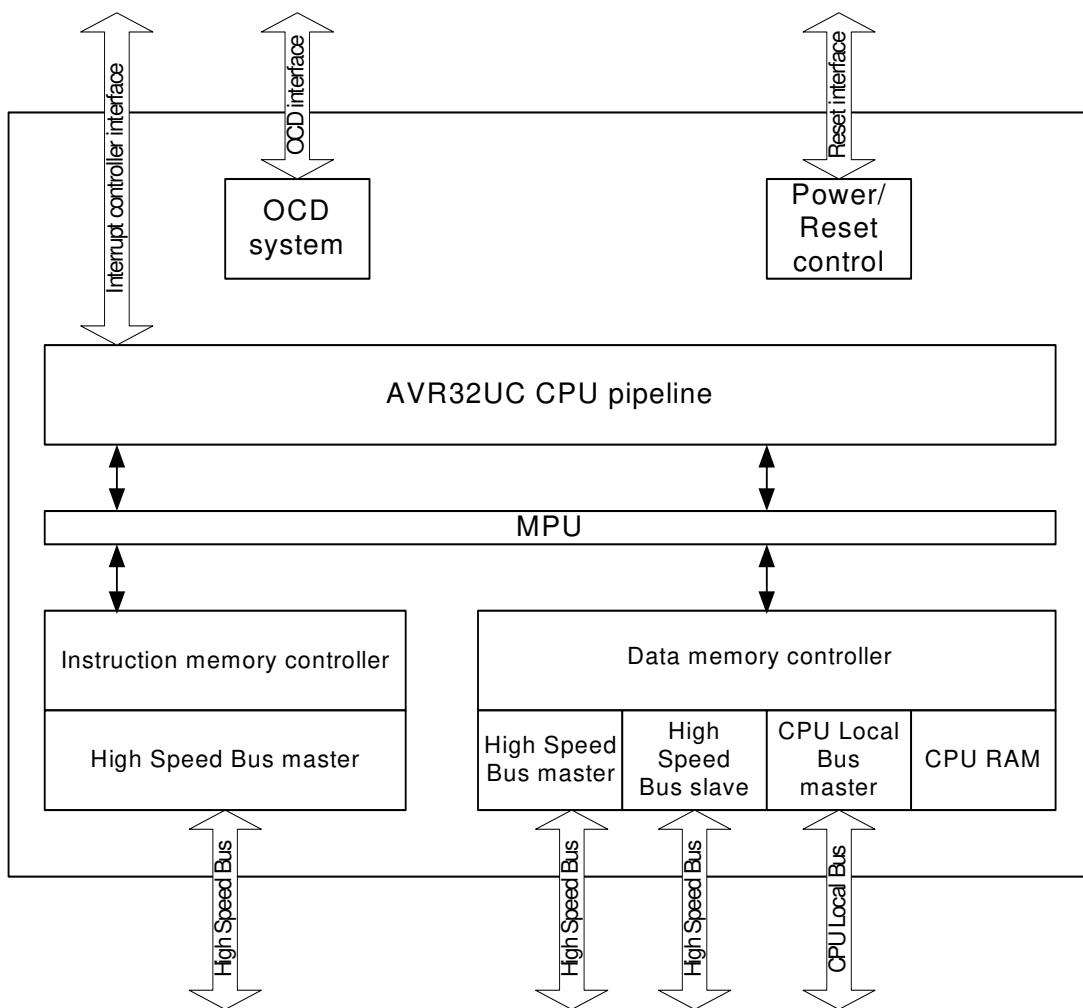 Interrupt controller interface
OCD interface
Reset interface
OCD
system
Power/
Reset
control
AVR32UC CPU pipeline
MPU
Instruction memory controller
High Speed Bus master
Data memory controller
High Speed
Bus master
High
Speed
Bus slave
CPU Local
Bus
master
CPU RAM
High Speed Bus
High Speed Bus
High Speed Bus
CPU Local Bus